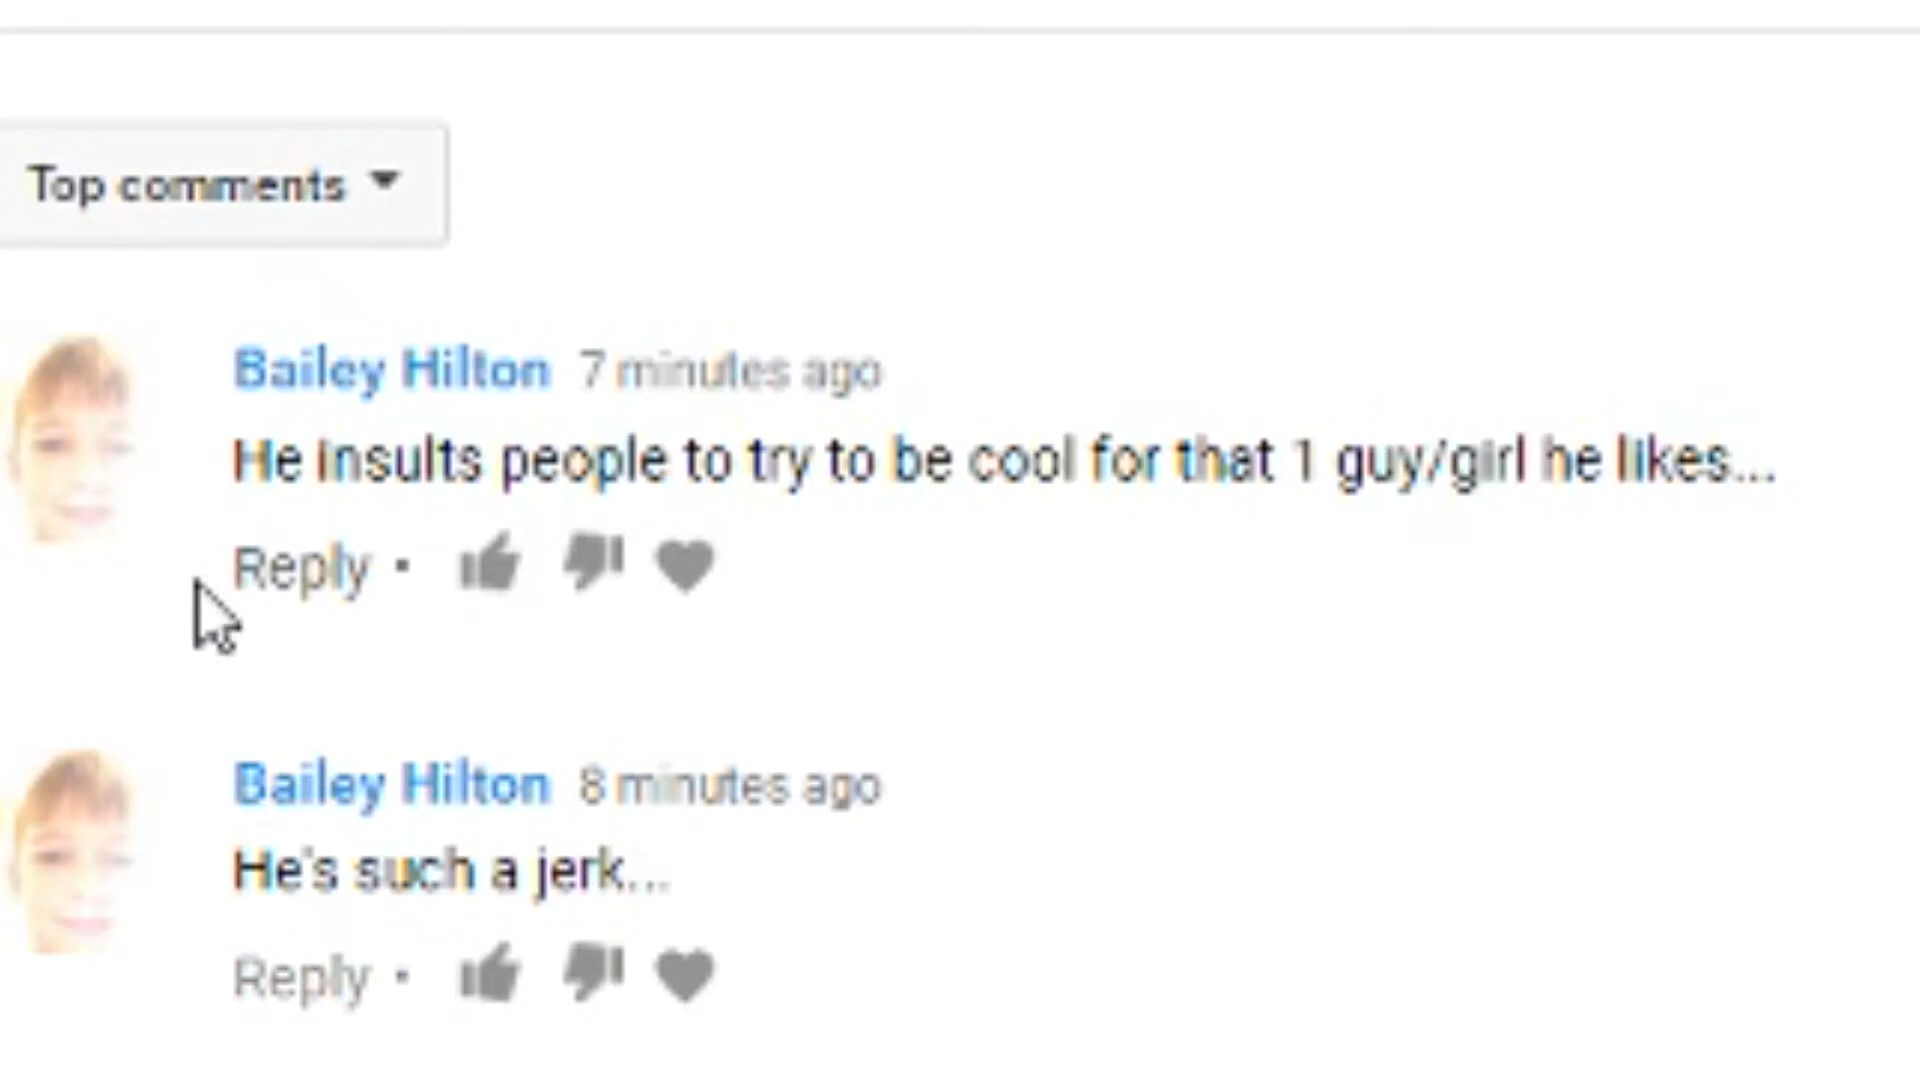 Top comments
Bailey Hilton 7 minutes ago
He insults people to try to be cool for that 1 guy/girl he likes...
Reply •
Bailey Hilton 8 minutes ago
He's such a jerk...
Reply •